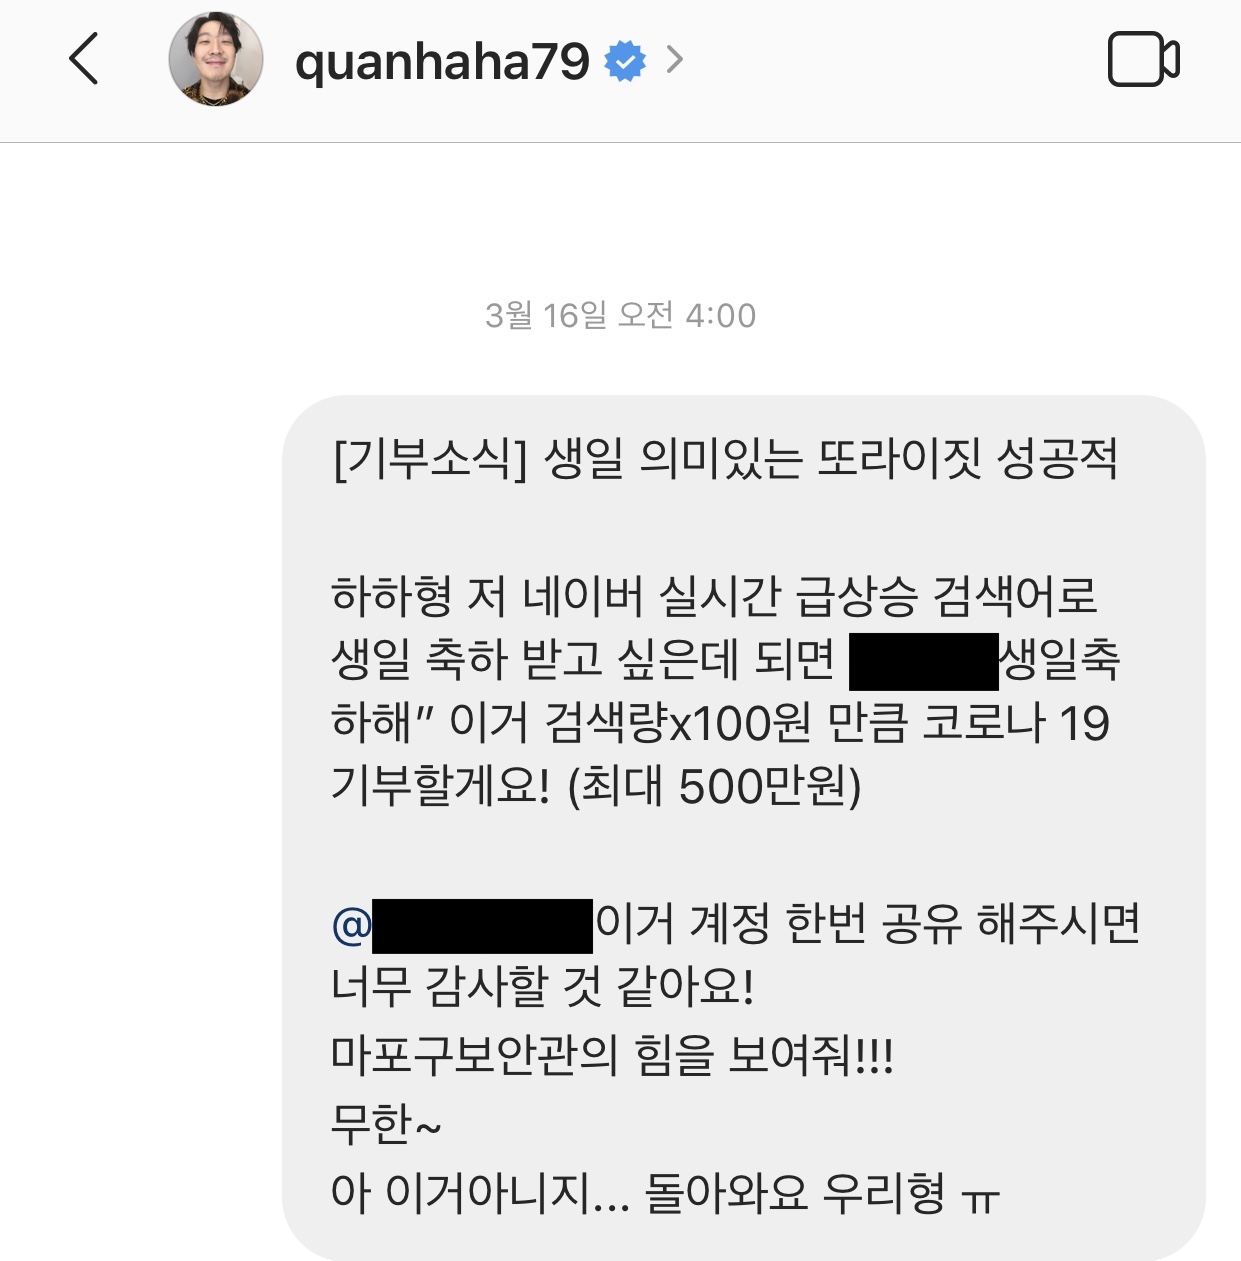 quanhaha79
3월 16일 오전 4:00
[기부소식] 생일 의미있는 또라이짓 성공적
하하형 저 네이버 실시간 급상승 검색어로
생일 축하 받고 싶은데 되면 생일축
하해” 이거 검색량x100원 만큼 코로나 19
기부할게요! (최대 500만원)
@이거 계정 한번 공유 해주시면
너무 감사할 것 같아요!
마포구보안관의 힘을 보여줘!!!
무한~
아 이거아니지... 돌아와요 우리형 ㅠ